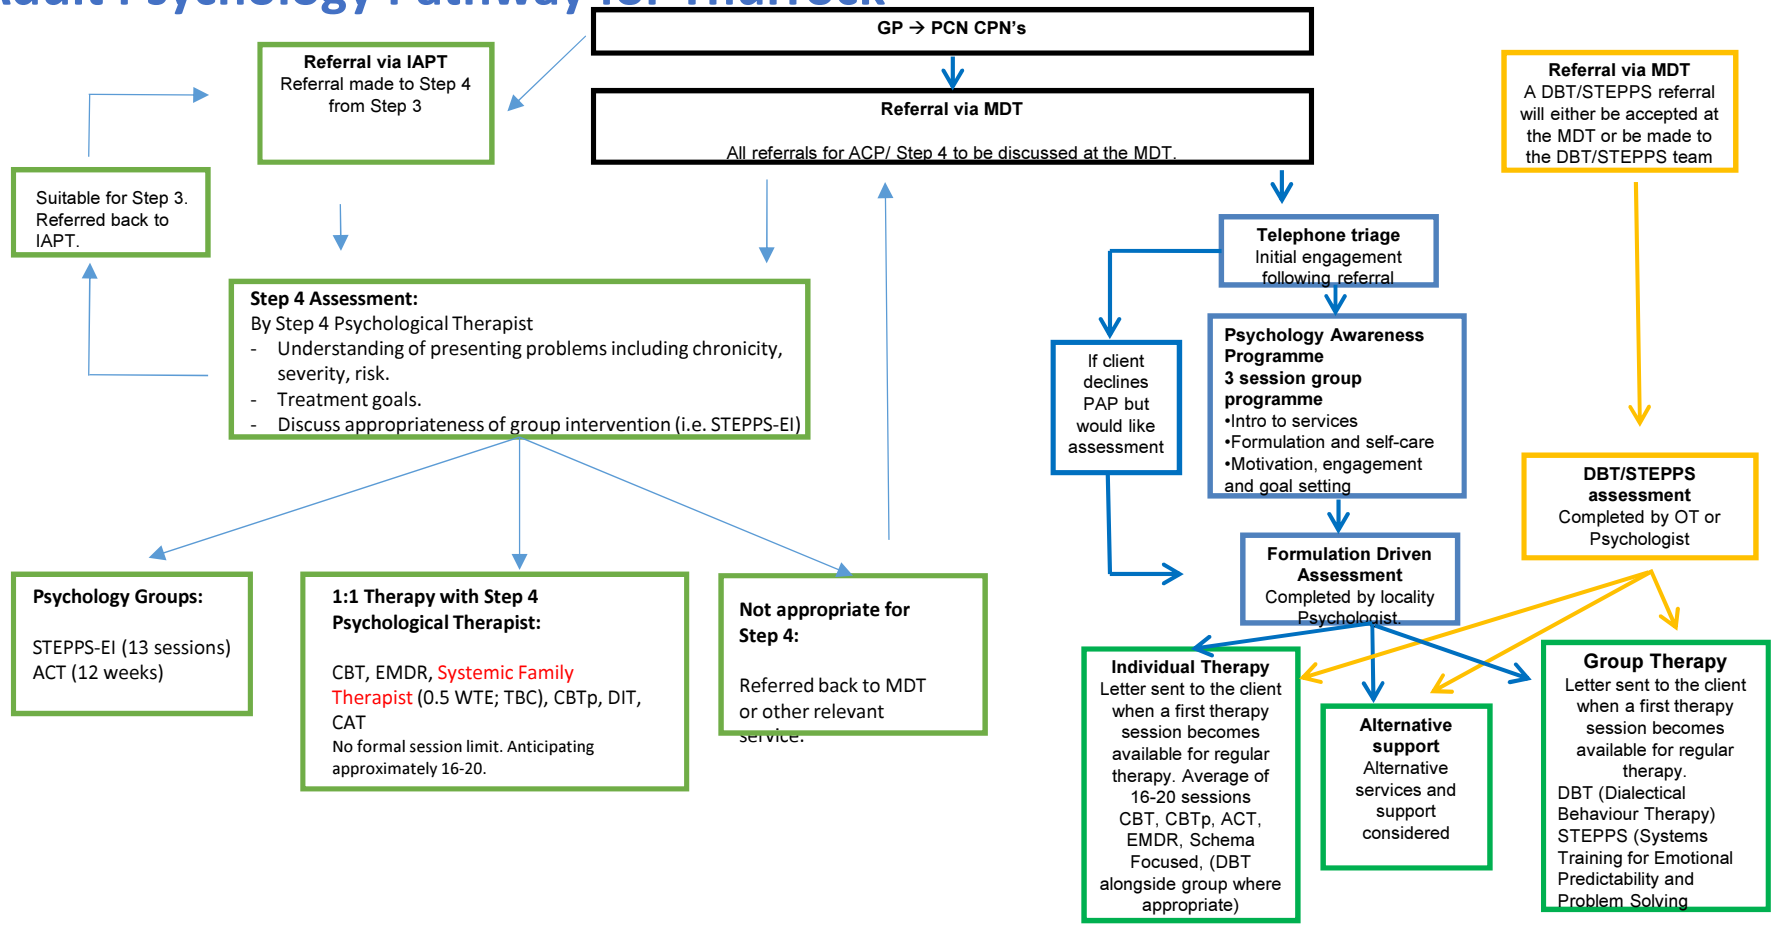 Adult Psychology Pathway for Thurrock
GP → PCN CPN's
Referral via IAPT
Referral made to Step 4
from Step 3
Referral via MDT
All referrals for ACP/ Step 4 to be discussed at the MDT.
Referral via MDT
A DBT/STEPPS referral
will either be accepted at
the MDT or be made to
the DBT/STEPPS team
Suitable for Step 3.
Referred back to
IAPT.
Telephone triage
Initial engagement
following referral
Step 4 Assessment:
By Step 4 Psychological Therapist
- Understanding of presenting problems including chronicity,
severity, risk.
- Treatment goals.
- Discuss appropriateness of group intervention (i.e. STEPPS-EI)
If client
declines
PAP but
would like
assessment
Psychology Awareness
Programme
3 session group
programme
•Intro to services
•Formulation and self-care
•Motivation, engagement
and goal setting
DBT/STEPPS
assessment
Completed by OT or
Psychologist
Formulation Driven
Assessment
Completed by locality
Psychologist.
Psychology Groups:
STEPPS-EI (13 sessions)
ACT (12 weeks)
1:1 Therapy with Step 4
Psychological Therapist:
CBT, EMDR, Systemic Family
Therapist (0.5 WTE; TBC), CBTp, DIT,
CAT
No formal session limit. Anticipating
approximately 16-20.
Not appropriate for
Step 4:
Referred back to MDT
or other relevant
service.
Individual Therapy
Letter sent to the client
when a first therapy
session becomes
available for regular
therapy. Average of
16-20 sessions
CBT, CBTp, ACT,
EMDR, Schema
Focused, (DBT
alongside group where
appropriate)
Alternative
support
Alternative
services and
support
considered
Group Therapy
Letter sent to the client
when a first therapy
session becomes
available for regular
therapy.
DBT (Dialectical
Behaviour Therapy)
STEPPS (Systems
Training for Emotional
Predictability and
Problem Solving